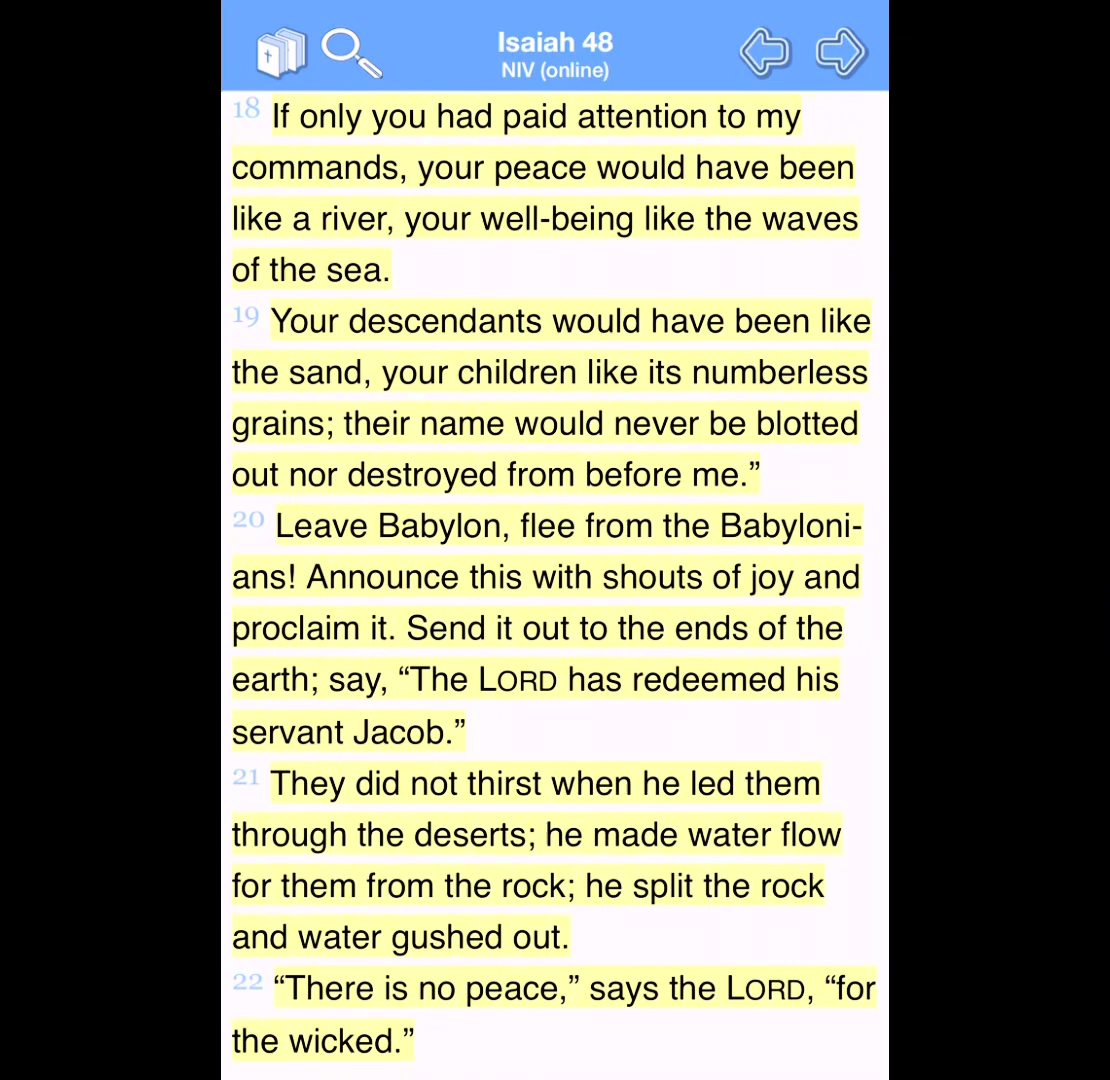 Isaiah 48
NIV (online)
18 If only you had paid attention to my
commands, your peace would have been
like a river, your well-being like the waves
of the sea.
19 Your descendants would have been like
the sand, your children like its numberless
grains; their name would never be blotted
out nor destroyed from before me.”
20 Leave Babylon, flee from the Babyloni-
ans! Announce this with shouts of joy and
proclaim it. Send it out to the ends of the
earth; say, “The LORD has redeemed his
servant Jacob.”
21 They did not thirst when he led them
through the deserts; he made water flow
for them from the rock; he split the rock
and water gushed out.
22 “There is no peace,” says the LORD, “for
the wicked.”